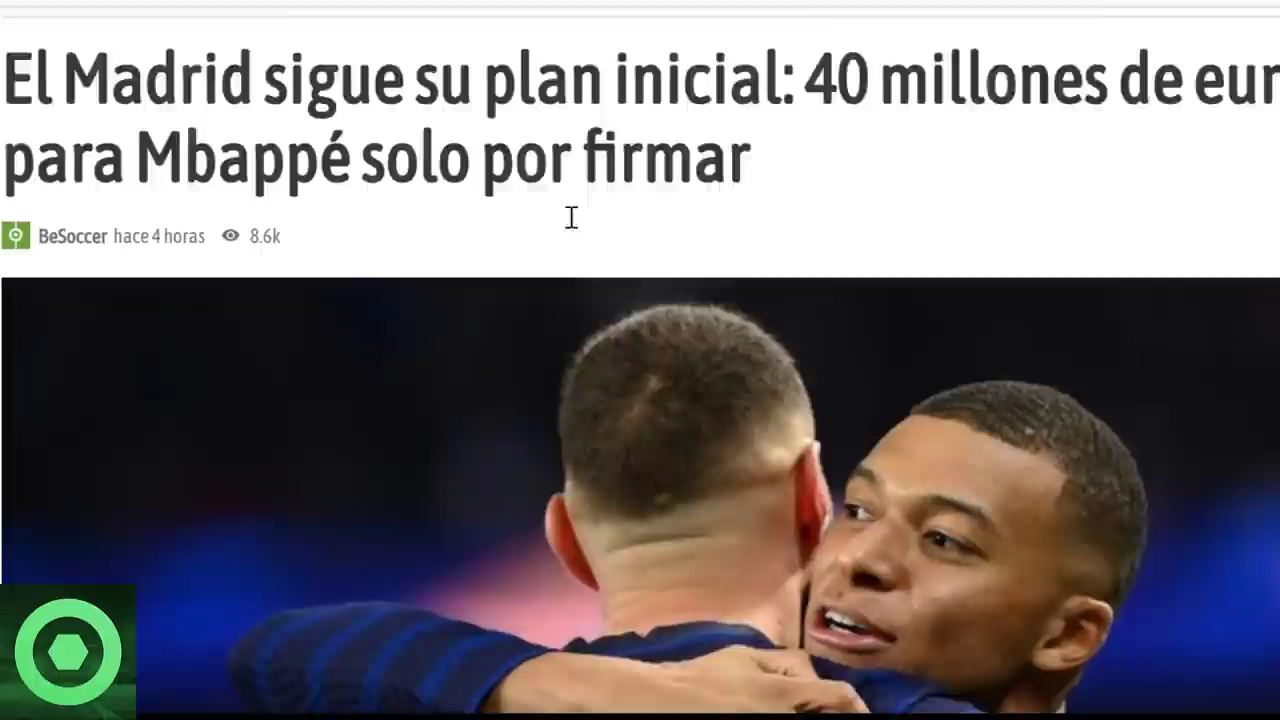 El Madrid sigue su plan inicial: 40 millones de eur
para Mbappé solo por firmar
BeSoccer hace 4 horas 8.6k